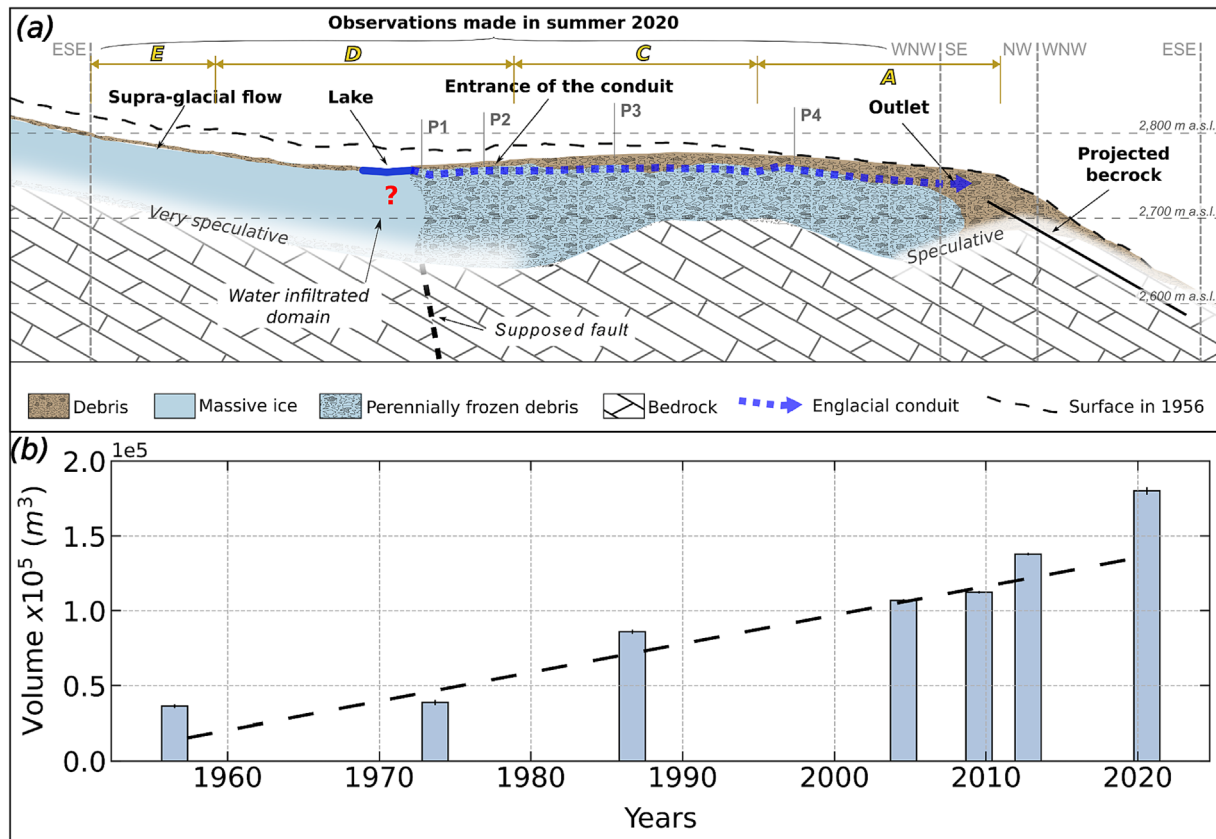 (a)
Observations made in summer 2020
ESE
WNW
SE
NW
WNW
ESE
E
D
C
A
Supra-glacial flow
Lake
Entrance of the conduit
Outlet
P1
P2
P3
P4
2,800 m a.s.l.
Projected
becrock
?
2,700 m a.s.l.
Very speculative
Speculative
Water infiltrated
domain
2,600 m a.s.l.
Supposed fault
Debris
Massive ice
Perennially frozen debris
Bedrock
Englacial conduit
Surface in 1956
(b)
1e5
2.0
1.5
1.0
0.5
0.0
Volume x10^5 (m^3)
1960
1970
1980
1990
2000
2010
2020
Years